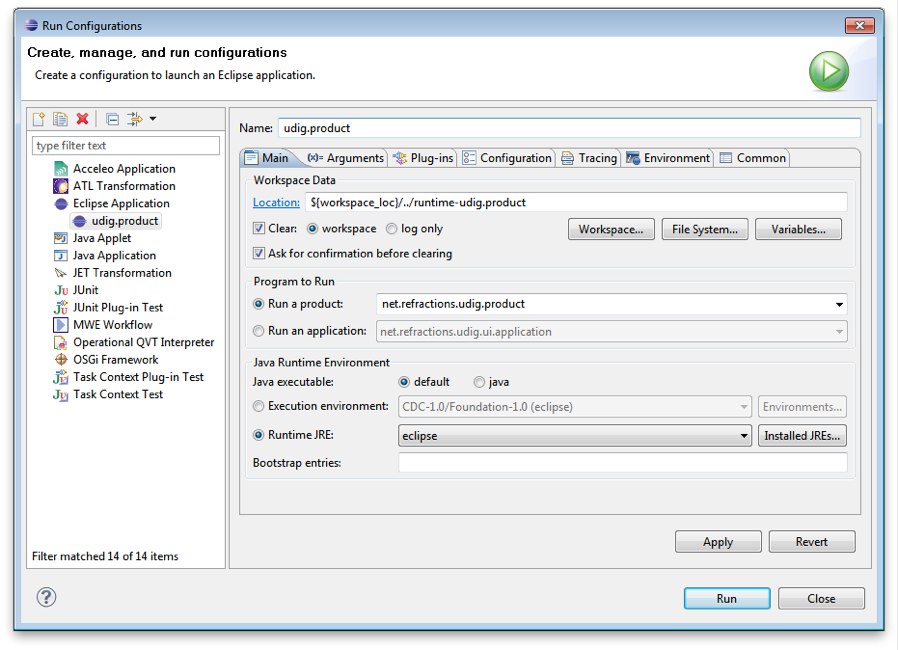 Run Configurations
Create, manage, and run configurations
Create a configuration to launch an Eclipse application.
type filter text
Acceleo Application
ATL Transformation
Eclipse Application
udig.product
Java Applet
Java Application
JET Transformation
JUnit
JUnit Plug-in Test
MWE Workflow
Operational QVT Interpreter
OSGi Framework
Task Context Plug-in Test
Task Context Test
Filter matched 14 of 14 items
Name: udig.product
Main (x)= Arguments Plug-ins Configuration Tracing Environment Common
Workspace Data
Location: ${workspace_loc}/../runtime-udig.product
Clear: workspace log only Workspace... File System... Variables...
Ask for confirmation before clearing
Program to Run
Run a product: net.refractions.udig.product
Run an application: net.refractions.udig.ui.application
Java Runtime Environment
Java executable: default java
Execution environment: CDC-1.0/Foundation-1.0 (eclipse) Environments...
Runtime JRE: eclipse Installed JREs...
Bootstrap entries:
Apply Revert
? Run Close